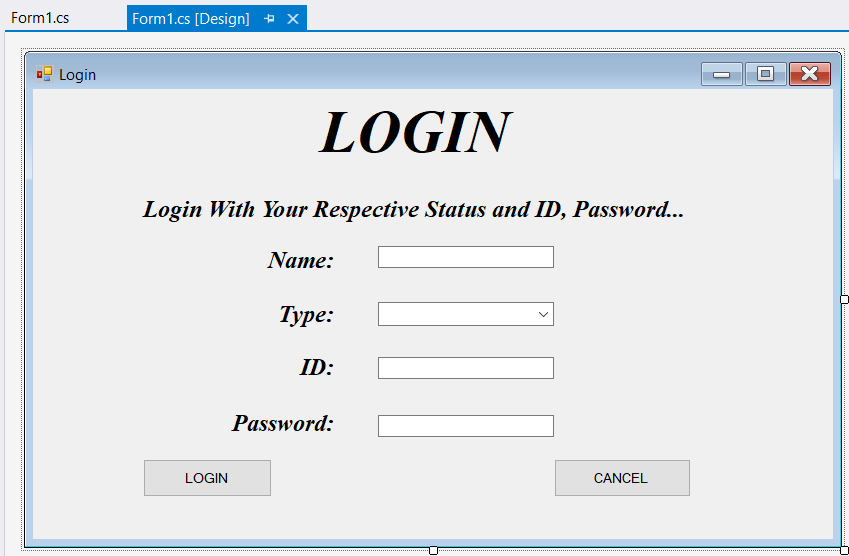 Form1.cs Form1.cs [Design]
Login
LOGIN
Login With Your Respective Status and ID, Password...
Name:
Type:
ID:
Password:
LOGIN CANCEL